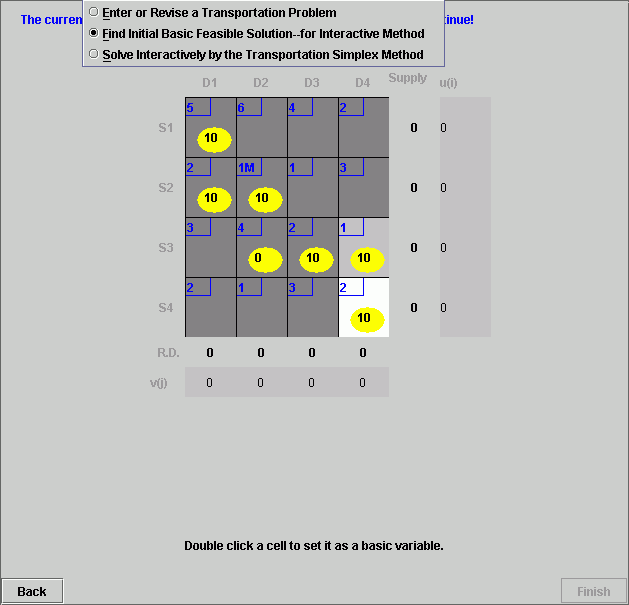 Enter or Revise a Transportation Problem
The curren
Find Initial Basic Feasible Solution--for Interactive Method
inue!
Solve Interactively by the Transportation Simplex Method
D1 D2 D3 D4 Supply u(i)
5 6 4 2
S1 10 0 0
2 1M 1 3
S2 10 10 0 0
3 4 2 1
S3 0 10 10 0 0
2 1 3 2
S4 10 0 0
R.D. 0 0 0 0
v(j) 0 0 0 0
Double click a cell to set it as a basic variable.
Back Finish